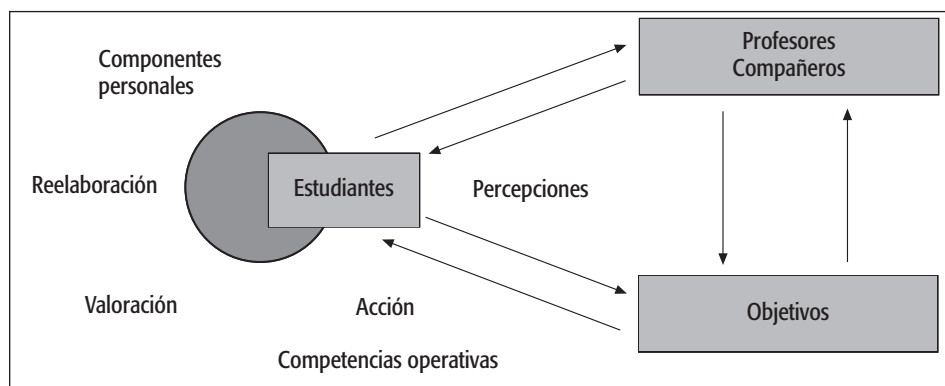 Componentes
personales
Profesores
Compañeros
Reelaboración
Estudiantes
Percepciones
Valoración
Acción
Objetivos
Competencias operativas